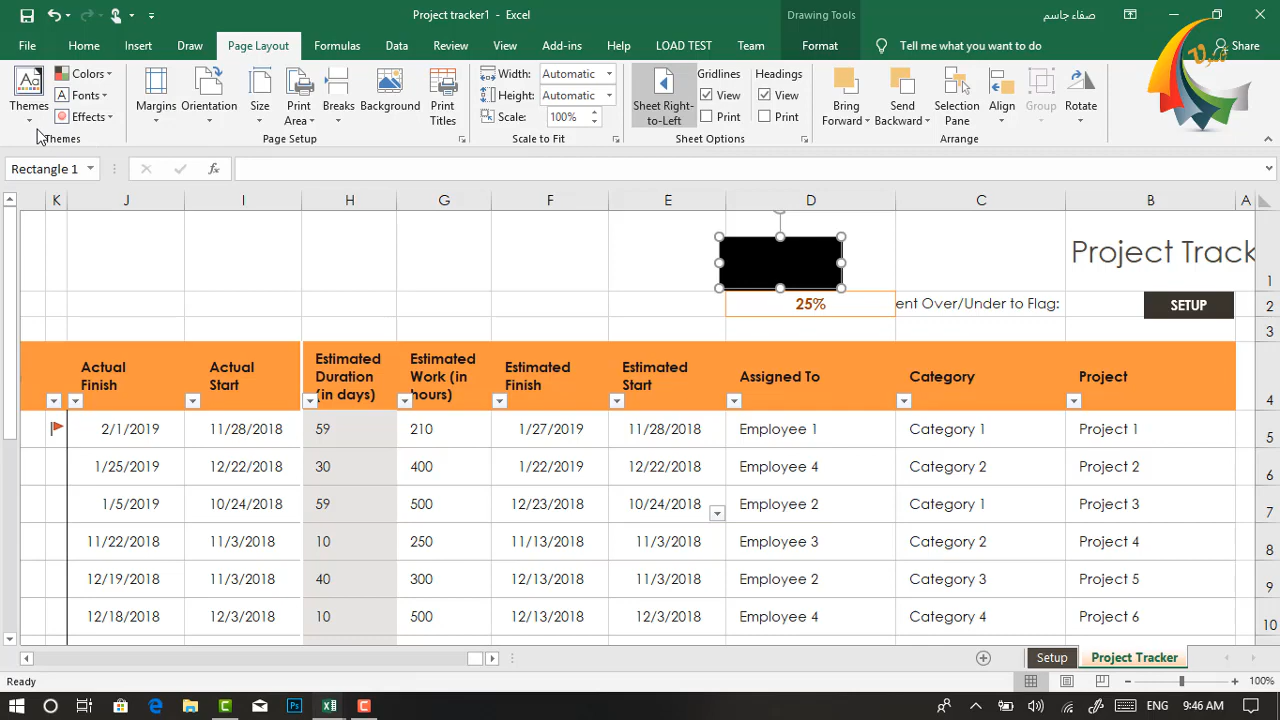 Project tracker1 - Excel
Drawing Tools
صفاء جاسم
File
Home
Insert
Draw
Page Layout
Formulas
Data
Review
View
Add-ins
Help
LOAD TEST
Team
Format
Tell me what you want to do
Share
Themes
Colors
Fonts
Effects
Margins
Orientation
Size
Print Area
Breaks
Background
Print Titles
Width: Automatic
Height: Automatic
Scale: 100%
Sheet Right-to-Left
Gridlines
View
Print
Headings
View
Print
Bring Forward
Send Backward
Selection Pane
Align
Group
Rotate
Themes
Page Setup
Scale to Fit
Sheet Options
Arrange
Rectangle 1
fx
K J I H G F E D C B A
Project Track
1
25% ent Over/Under to Flag: SETUP 2
3
Actual Finish
Actual Start
Estimated Duration (in days)
Estimated Work (in hours)
Estimated Finish
Estimated Start
Assigned To
Category
Project
4
2/1/2019 11/28/2018 59 210 1/27/2019 11/28/2018 Employee 1 Category 1 Project 1 5
1/25/2019 12/22/2018 30 400 1/22/2019 12/22/2018 Employee 4 Category 2 Project 2 6
1/5/2019 10/24/2018 59 500 12/23/2018 10/24/2018 Employee 2 Category 1 Project 3 7
11/22/2018 11/3/2018 10 250 11/13/2018 11/3/2018 Employee 3 Category 2 Project 4 8
12/19/2018 11/3/2018 40 300 12/13/2018 11/3/2018 Employee 2 Category 3 Project 5 9
12/18/2018 12/3/2018 10 500 12/13/2018 12/3/2018 Employee 4 Category 4 Project 6 10
Setup
Project Tracker
Ready
100%
ENG
9:46 AM